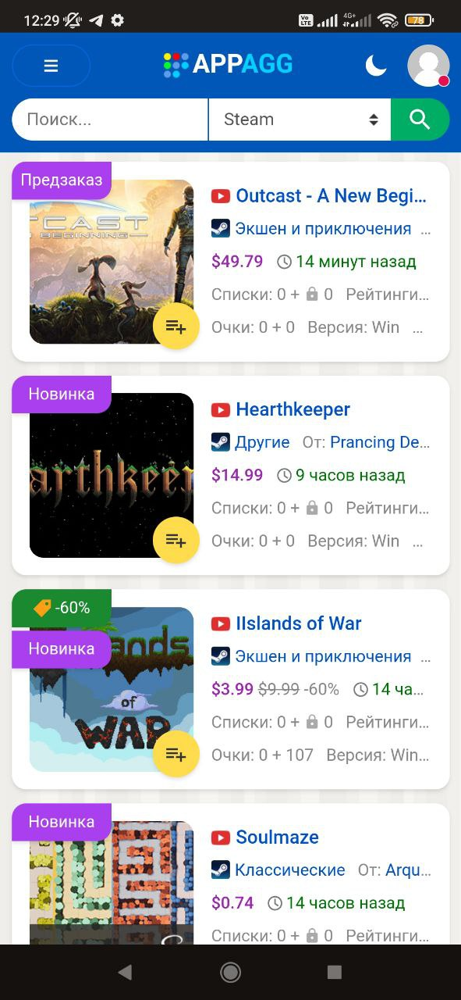 12:29
Vo LTE 4G+ 78
APPAGG
Поиск...
Steam
Предзаказ
CAST
BEGINNING
Outcast - A New Begi...
Экшен и приключения ...
$49.79 14 минут назад
Списки: 0 + 0 Рейтинги...
Очки: 0 + 0 Версия: Win ...
Новинка
earthkeep
Hearthkeeper
Другие От: Prancing De...
$14.99 9 часов назад
Списки: 0 + 0 Рейтинги...
Очки: 0 + 0 Версия: Win ...
-60%
Новинка
ands
of
WAR
IIslands of War
Экшен и приключения ...
$3.99 $9.99 -60% 14 ча...
Списки: 0 + 0 Рейтинги...
Очки: 0 + 107 Версия: Win...
Новинка
Soulmaze
Классические От: Arqu...
$0.74 14 часов назад
Списки: 0 + 0 Рейтинги...